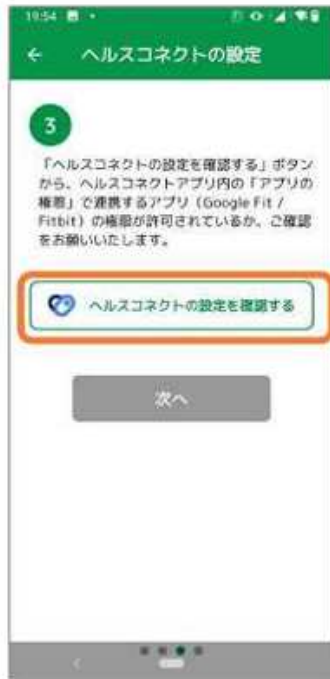 19:54
← ヘルスコネクトの設定
3
「ヘルスコネクトの設定を確認する」ボタン
から、ヘルスコネクトアプリ内の「アプリの
権限」で連携するアプリ（Google Fit /
Fitbit）の権限が許可されているか、ご確認
をお願いいたします。
ヘルスコネクトの設定を確認する
次へ